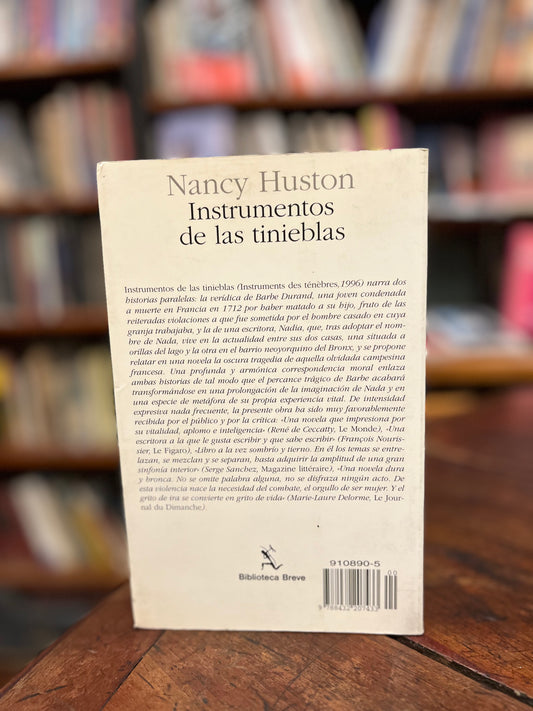 Nancy Huston
Instrumentos
de las tinieblas
Instrumentos de las tinieblas (Instruments des ténèbres, 1996) narra dos
historias paralelas: la verídica de Barbe Durand, una joven condenada
a muerte en Francia en 1712 por haber matado a su hijo, fruto de las
reiteradas violaciones a que fue sometida por el hombre casado en cuya
granja trabajaba, y la de una escritora, Nadia, que, tras adoptar el nom-
bre de Nada, vive en la actualidad entre sus dos casas, una situada a
orillas del lago y la otra en el barrio neoyorquino del Bronx, y se propone
relatar en una novela la oscura tragedia de aquella olvidada campesina
francesa. Una profunda y armónica correspondencia moral enlaza
ambas historias de tal modo que el percance trágico de Barbe acabará
transformándose en una prolongación de la imaginación de Nada y en
una especie de metáfora de su propia experiencia vital. De intensidad
expresiva nada frecuente, la presente obra ha sido muy favorablemente
recibida por el público y por la crítica: «Una novela que impresiona por
su vitalidad, aplomo e inteligencia» (René de Ceccatty, Le Monde), «Una
escritora a la que le gusta escribir y que sabe escribir» (François Nouris-
sier, Le Figaro), «Libro a la vez sombrío y tierno. En él los temas se entre-
lazan, se mezclan y se separan, hasta adquirir la amplitud de una gran
sinfonía interior» (Serge Sanchez, Magazine littéraire), «Una novela dura
y bronca. No se omite palabra alguna, no se disfraza ningún acto. De
esta violencia nace la necesidad del combate, el orgullo de ser mujer. Y el
grito de ira se convierte en grito de vida» (Marie-Laure Delorme, Le Jour-
nal du Dimanche).
Biblioteca Breve
910890-5
00
9 788432 207433